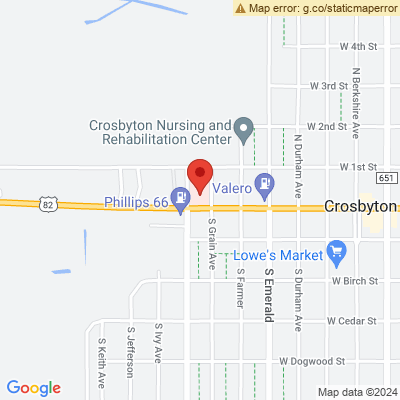 Map error: g.co/staticmaperror
W 4th St
W 3rd St
N Berkshire Ave
W 2nd St
Crosbyton Nursing and
Rehabilitation Center
N Durham Ave
W 1st St
651
Valero
Phillips 66
82
Crosbyton
S Grain Ave
Lowe's Market
S Farmer
S Emerald
S Durham Ave
W Birch St
W Cedar St
S Keith Ave
S Jefferson
S Ivy Ave
W Dogwood St
Google
Map data ©2024